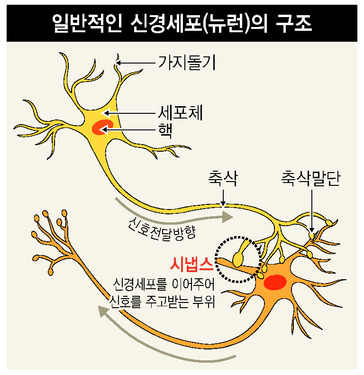 일반적인 신경세포(뉴런)의 구조
가지돌기
세포체
핵
축삭
축삭말단
신호전달방향
시냅스
신경세포를 이어주어
신호를 주고받는 부위